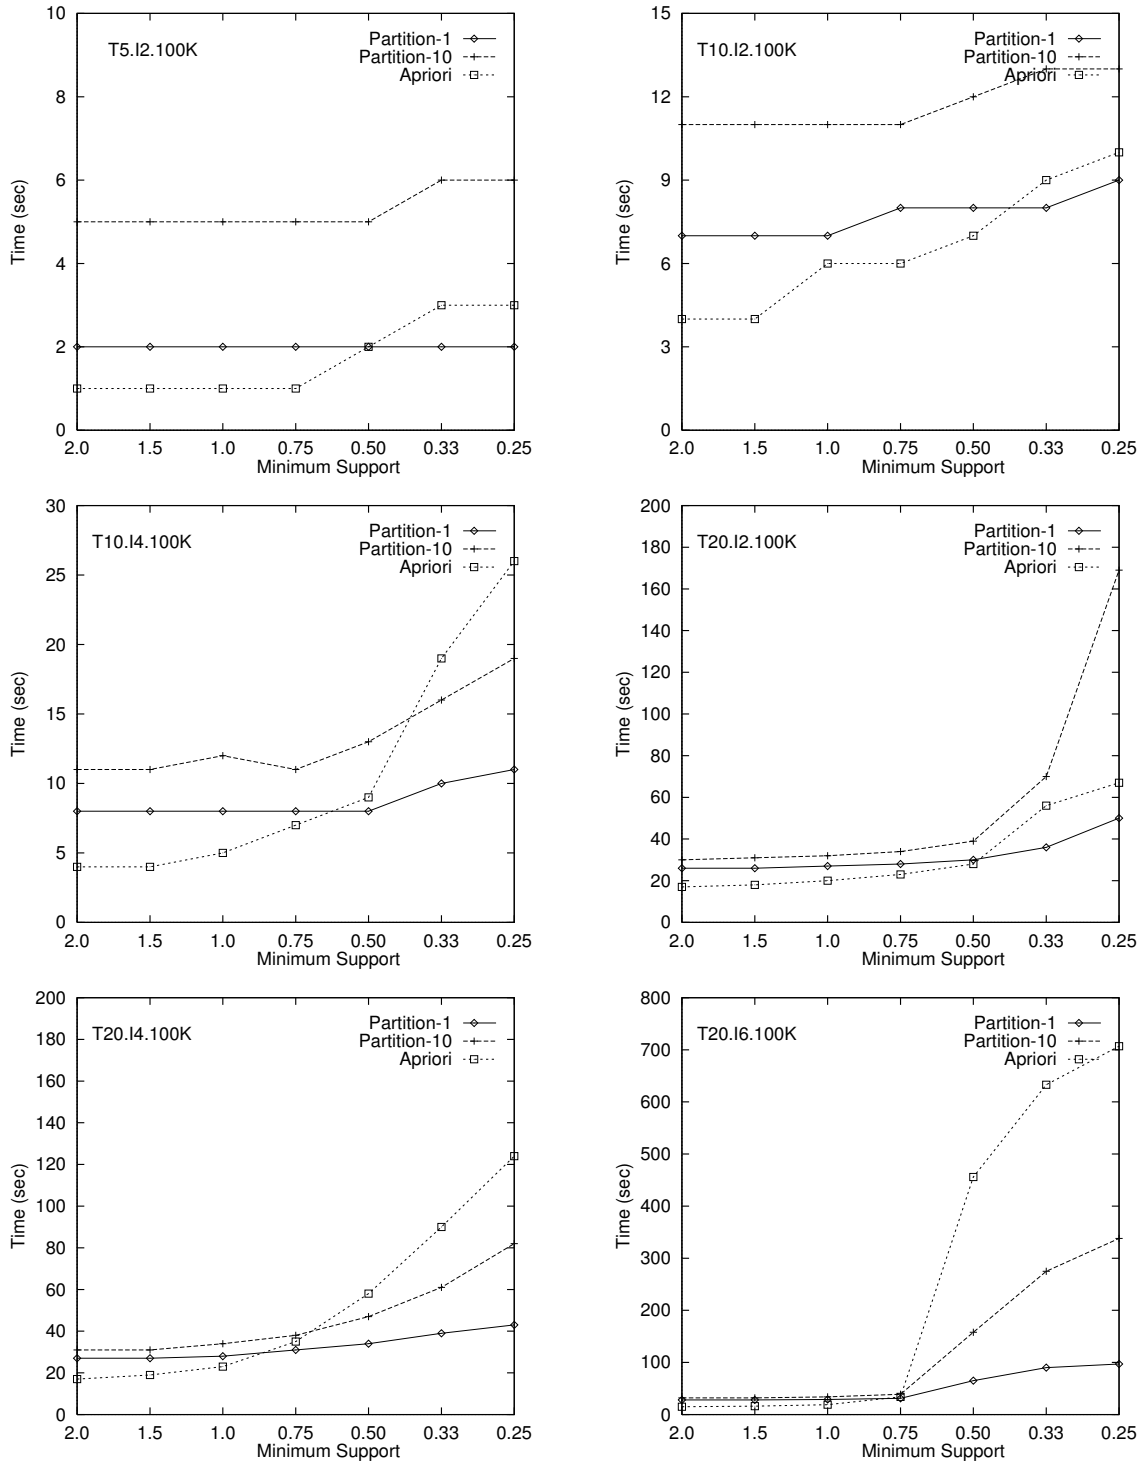 T5.I2.100K
Partition-1
Partition-10
Apriori
10
8
6
4
2
0
Time (sec)
2.0 1.5 1.0 0.75 0.50 0.33 0.25
Minimum Support
T10.I2.100K
Partition-1
Partition-10
Apriori
15
12
9
6
3
0
Time (sec)
2.0 1.5 1.0 0.75 0.50 0.33 0.25
Minimum Support
T10.I4.100K
Partition-1
Partition-10
Apriori
30
25
20
15
10
5
0
Time (sec)
2.0 1.5 1.0 0.75 0.50 0.33 0.25
Minimum Support
T20.I2.100K
Partition-1
Partition-10
Apriori
200
180
160
140
120
100
80
60
40
20
0
Time (sec)
2.0 1.5 1.0 0.75 0.50 0.33 0.25
Minimum Support
T20.I4.100K
Partition-1
Partition-10
Apriori
200
180
160
140
120
100
80
60
40
20
0
Time (sec)
2.0 1.5 1.0 0.75 0.50 0.33 0.25
Minimum Support
T20.I6.100K
Partition-1
Partition-10
Apriori
800
700
600
500
400
300
200
100
0
Time (sec)
2.0 1.5 1.0 0.75 0.50 0.33 0.25
Minimum Support